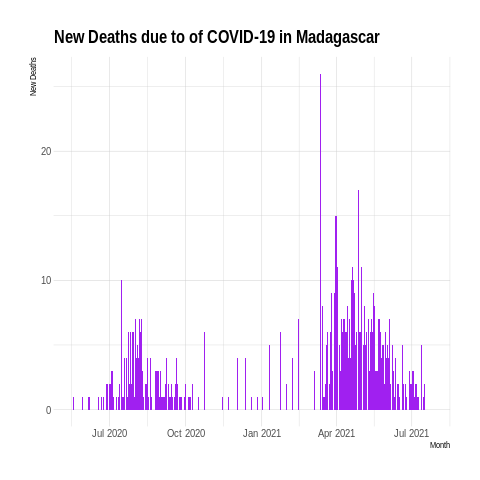 New Deaths due to of COVID-19 in Madagascar
New Deaths
20
10
0
Jul 2020 Oct 2020 Jan 2021 Apr 2021 Jul 2021
Month